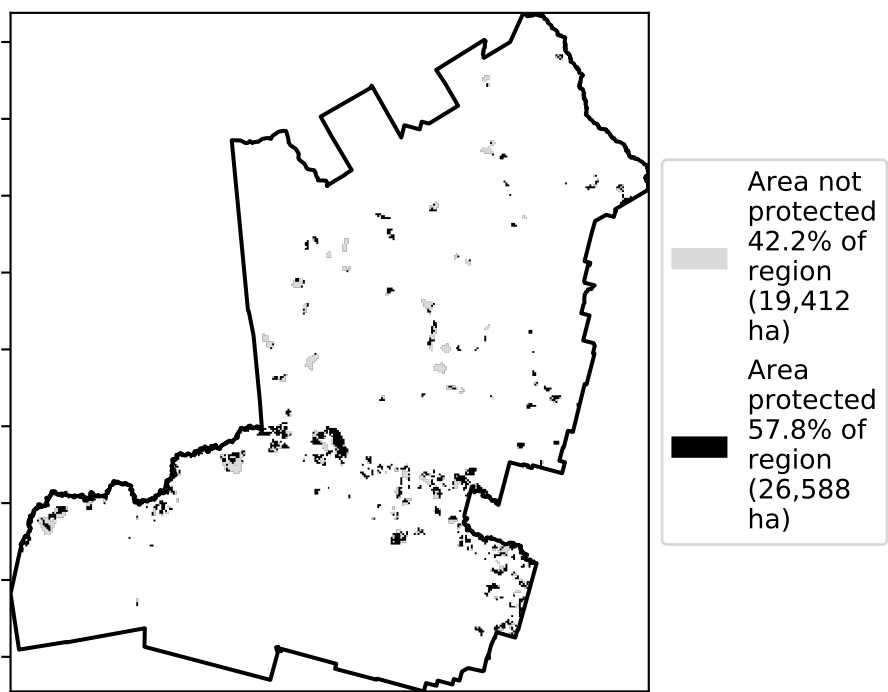 Area not
protected
42.2% of
region
(19,412
ha)
Area
protected
57.8% of
region
(26,588
ha)